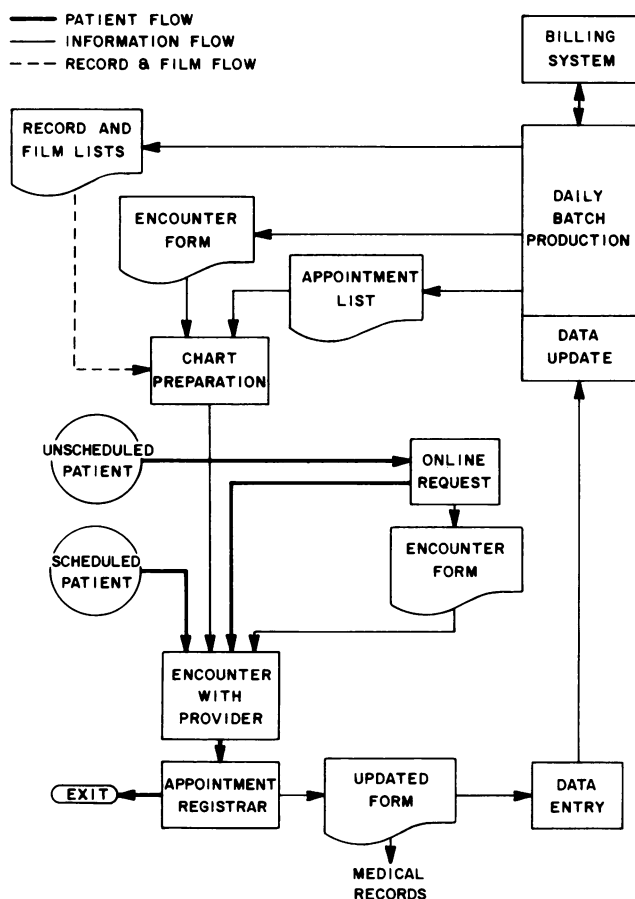 PATIENT FLOW
INFORMATION FLOW
RECORD & FILM FLOW
BILLING
SYSTEM
RECORD AND
FILM LISTS
DAILY
BATCH
PRODUCTION
ENCOUNTER
FORM
APPOINTMENT
LIST
DATA
UPDATE
CHART
PREPARATION
UNSCHEDULED
PATIENT
ONLINE
REQUEST
SCHEDULED
PATIENT
ENCOUNTER
FORM
ENCOUNTER
WITH
PROVIDER
EXIT
APPOINTMENT
REGISTRAR
UPDATED
FORM
DATA
ENTRY
MEDICAL
RECORDS